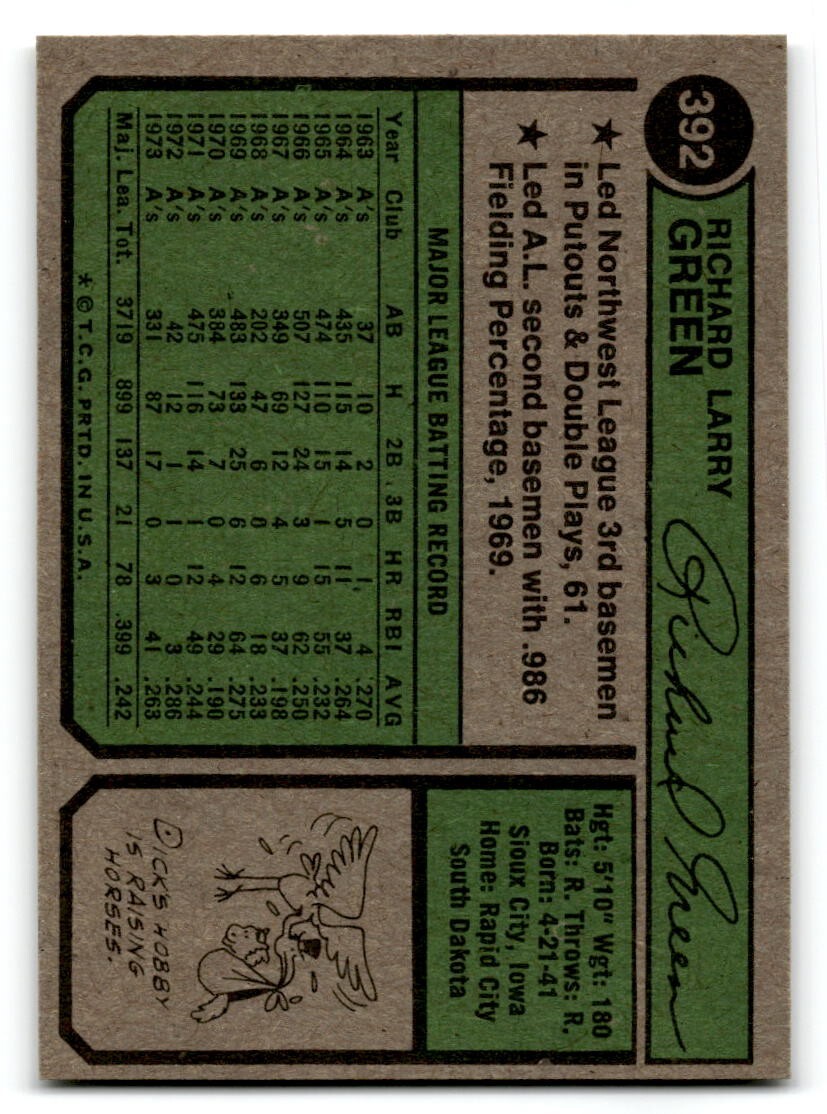 392
RICHARD LARRY
GREEN
Richard Green
★ Led Northwest League 3rd basemen
in Putouts & Double Plays, 61.
★ Led A.L. second basemen with .986
Fielding Percentage, 1969.
MAJOR LEAGUE BATTING RECORD
Year Club AB H 2B 3B HR RBI AVG
1963 A's 37 10 2 0 1 4 .270
1964 A's 435 115 14 5 11 37 .264
1965 A's 474 110 15 1 15 55 .232
1966 A's 507 127 24 3 9 62 .250
1967 A's 349 69 12 4 5 37 .198
1968 A's 202 47 6 0 6 18 .233
1969 A's 483 133 25 6 12 64 .275
1970 A's 384 73 7 0 4 29 .190
1971 A's 475 116 14 1 12 49 .244
1972 A's 42 12 1 1 0 3 .286
1973 A's 331 87 17 0 3 41 .263
Maj. Lea. Tot. 3719 899 137 21 78 .399 .242
* © T.C.G. PRTD. IN U.S.A.
Hgt: 5'10" Wgt: 180
Bats: R. Throws: R.
Born: 4-21-41
Sioux City, Iowa
Home: Rapid City
South Dakota
DICK'S HOBBY
IS RAISING
HORSES.